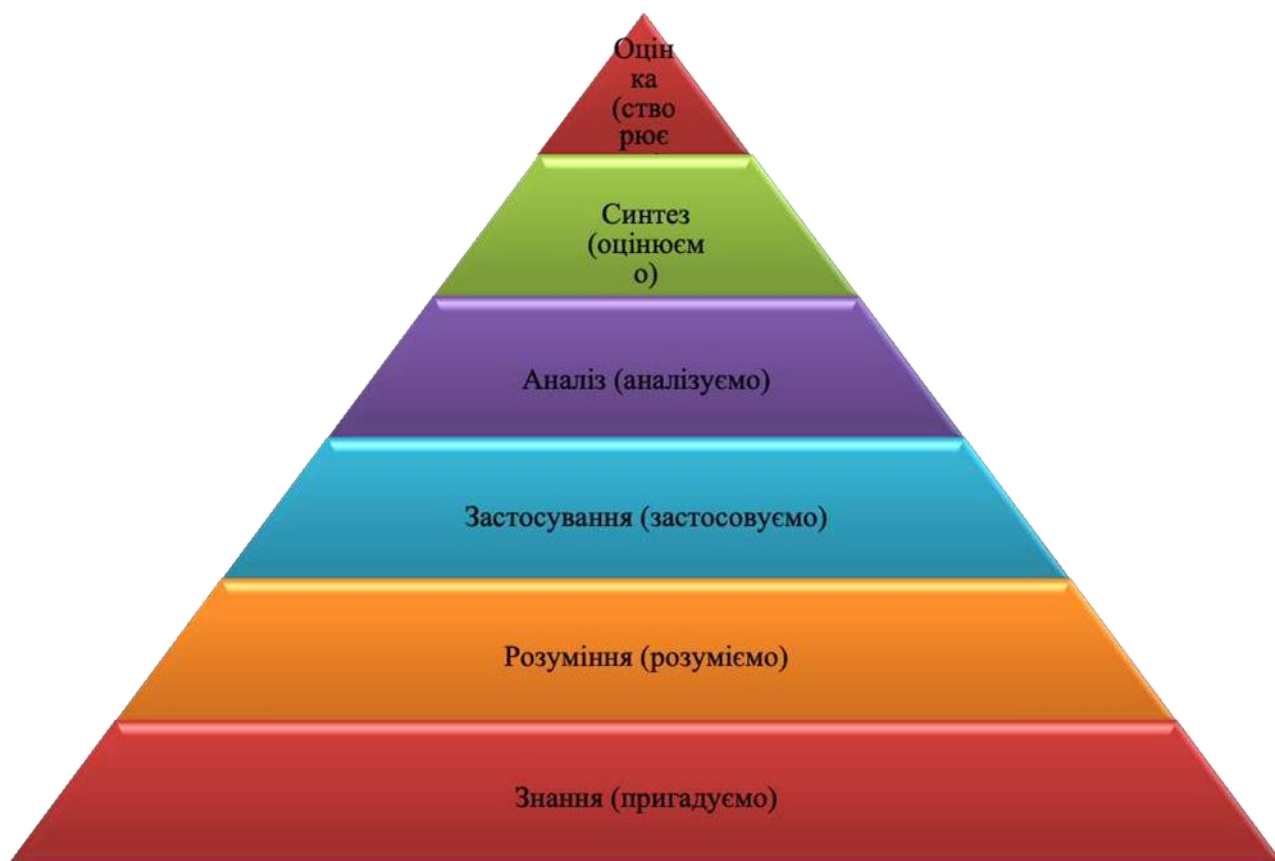 Оцін
ка
(ство
рює
Синтез
(оцінюєм
о)
Аналіз (аналізуємо)
Застосування (застосовуємо)
Розуміння (розуміємо)
Знання (пригадуємо)